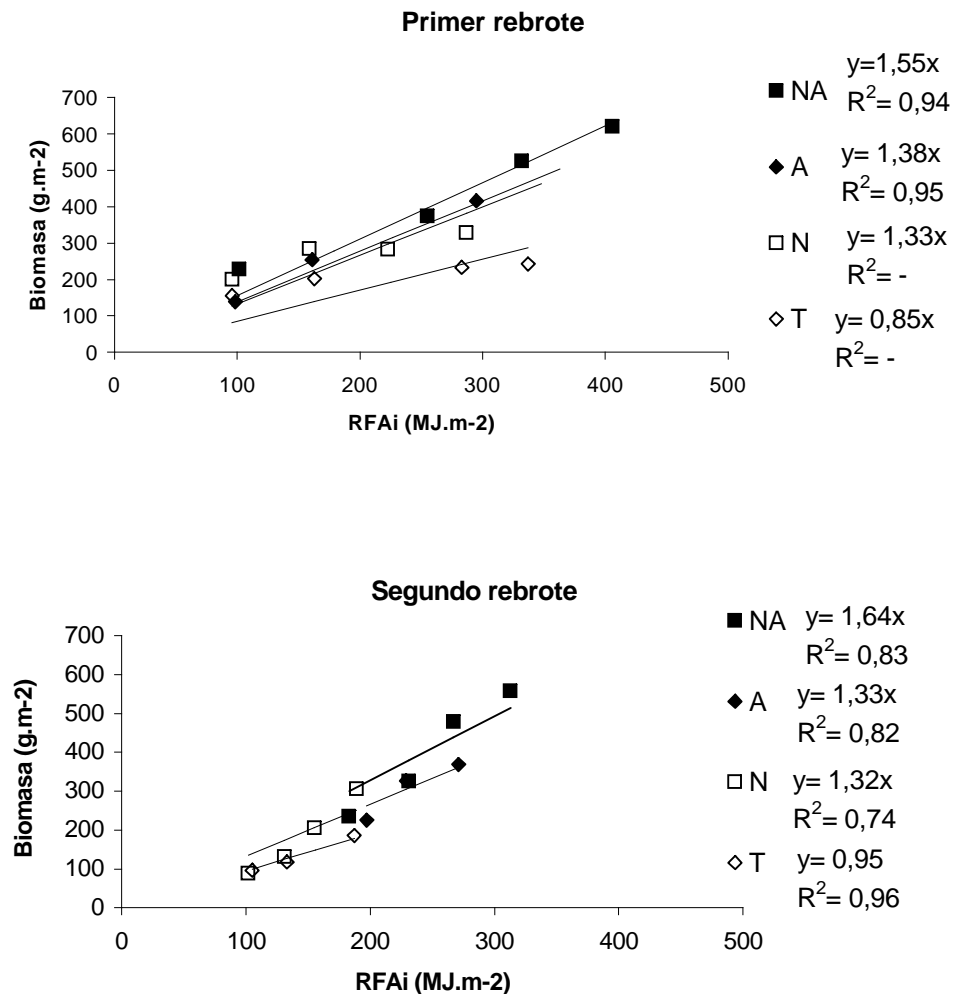 Primer rebrote
Biomasa (g.m-2)
700
600
500
400
300
200
100
0
0 100 200 300 400 500
RFAi (MJ.m-2)
NA y=1,55x
R²= 0,94
A y= 1,38x
R²= 0,95
N y= 1,33x
R²= -
T y= 0,85x
R²= -
Segundo rebrote
Biomasa (g.m-2)
700
600
500
400
300
200
100
0
0 100 200 300 400 500
RFAi (MJ.m-2)
NA y= 1,64x
R²= 0,83
A y= 1,33x
R²= 0,82
N y= 1,32x
R²= 0,74
T y= 0,95
R²= 0,96